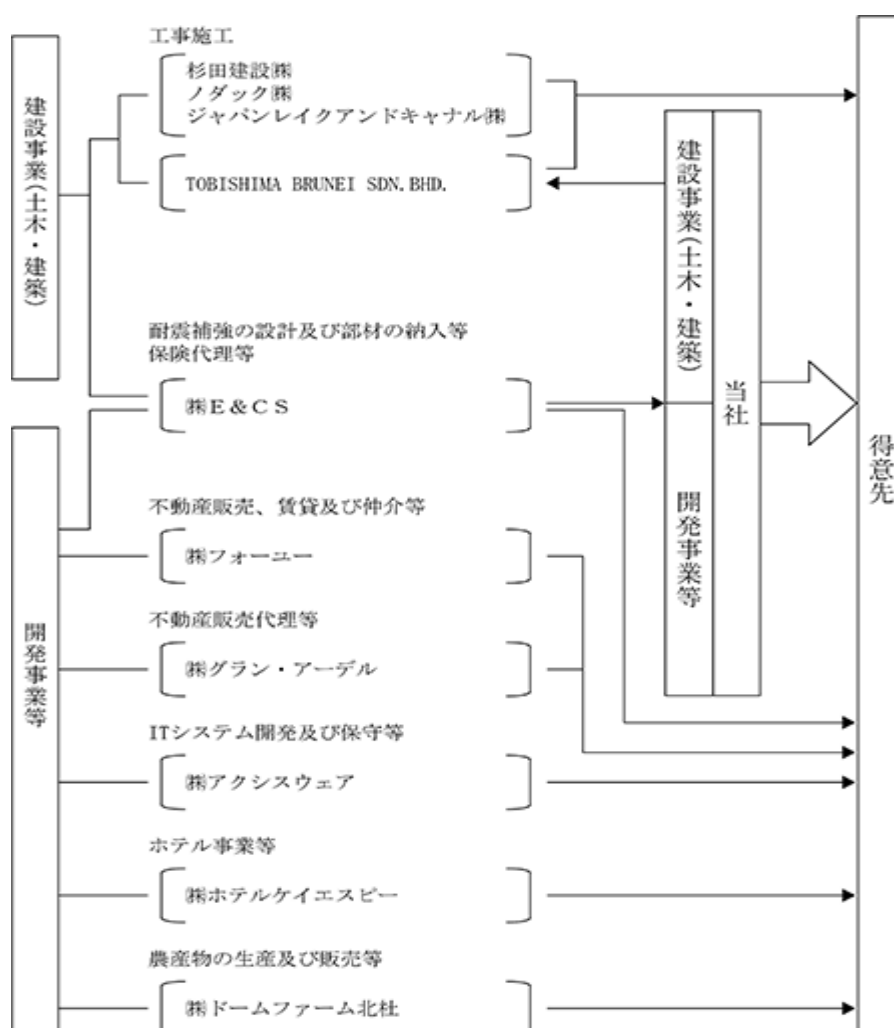 工事施工
杉田建設㈱
ノダック㈱
ジャパンレイクアンドキャナル㈱
TOBISHIMA BRUNEI SDN.BHD.
建設事業(土木・建築)
耐震補強の設計及び部材の納入等
保険代理等
㈱E&CS
不動産販売、賃貸及び仲介等
㈱フォーユー
不動産販売代理等
㈱グラン・アーデル
ITシステム開発及び保守等
㈱アクシスウェア
ホテル事業等
㈱ホテルケイエスピー
農産物の生産及び販売等
㈱ドームファーム北杜
開発事業等
建設事業(土木・建築)
開発事業等
当社
得意先